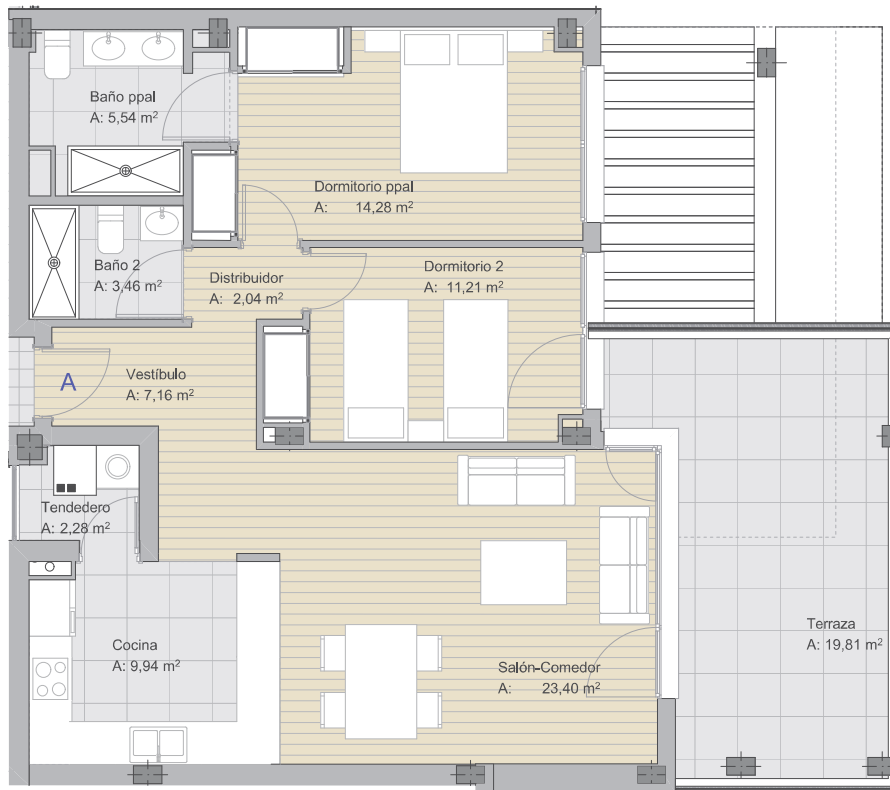 Baño ppal
A: 5,54 m²
Dormitorio ppal
A: 14,28 m²
Baño 2
A: 3,46 m²
Distribuidor
A: 2,04 m²
Dormitorio 2
A: 11,21 m²
A
Vestíbulo
A: 7,16 m²
Tendedero
A: 2,28 m²
Cocina
A: 9,94 m²
Salón-Comedor
A: 23,40 m²
Terraza
A: 19,81 m²